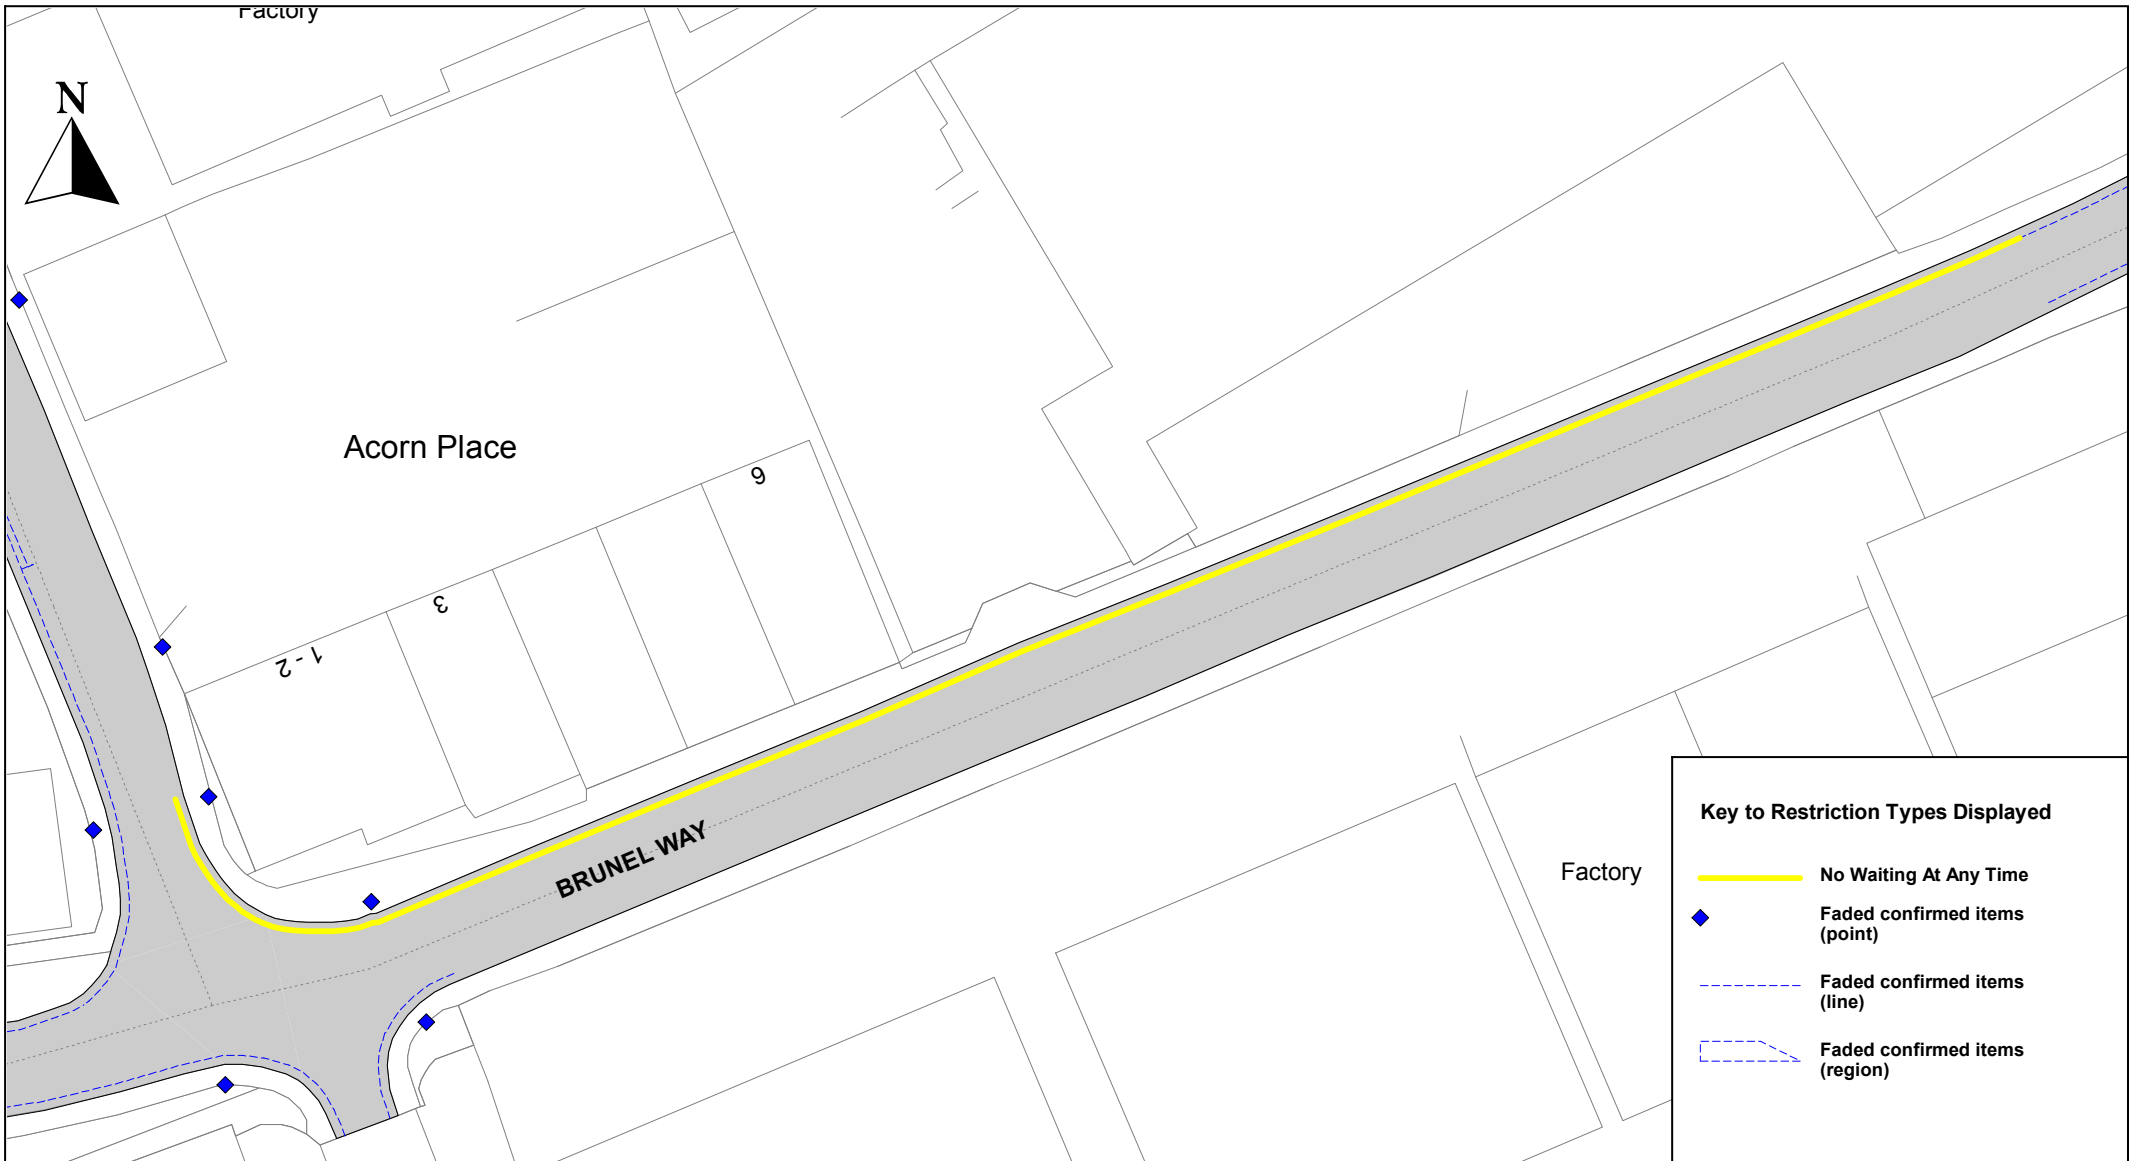 Factory
N
Acorn Place
6
3
1 - 2
BRUNEL WAY
Factory
Key to Restriction Types Displayed
No Waiting At Any Time
Faded confirmed items
(point)
Faded confirmed items
(line)
Faded confirmed items
(region)